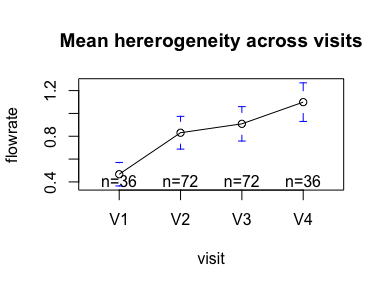 Mean hererogeneity across visits
flowrate
1.2
0.8
0.4
n=36 n=72 n=72 n=36
V1 V2 V3 V4
visit